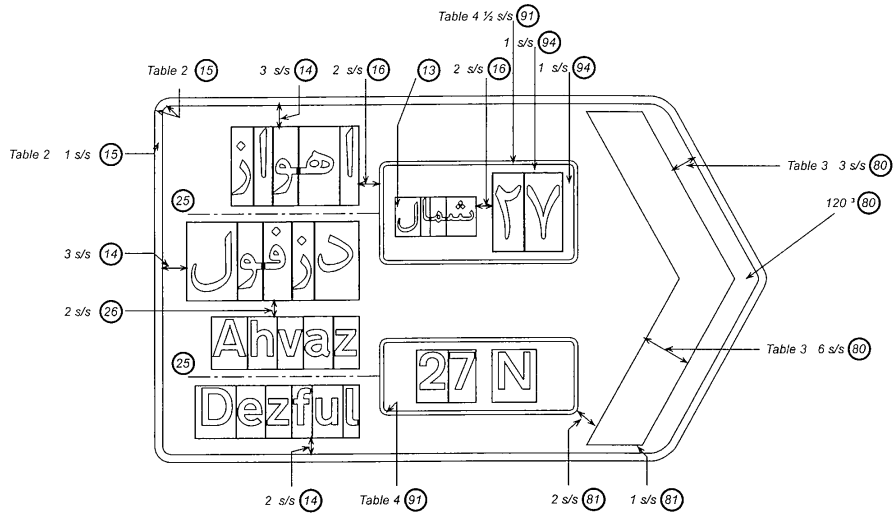 Table 4 ½ s/s 91
1 s/s 94
Table 2 15
3 s/s 14
2 s/s 16
13
2 s/s 16
1 s/s 94
Table 2 1 s/s 15
اهواز
Table 3 3 s/s 80
25
شمال ۲۷
120 ³ 80
3 s/s 14
دزفول
2 s/s 26
Ahvaz
Table 3 6 s/s 80
25
27 N
Dezful
2 s/s 14
Table 4 91
2 s/s 81
1 s/s 81